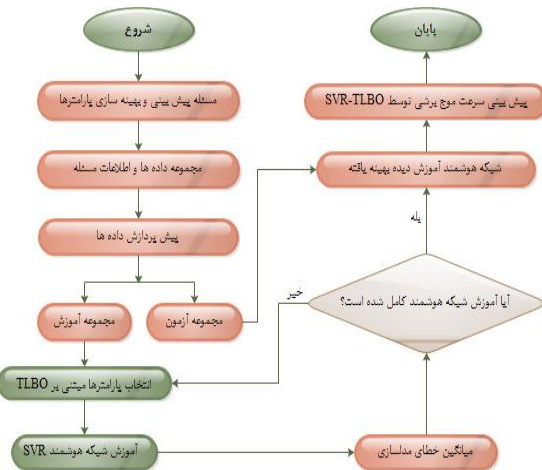 شروع
مسئله پیش بینی و بهینه سازی پارامترها
مجموعه داده ها و اطلاعات مسئله
پیش پردازش داده ها
مجموعه آزمون
مجموعه آموزش
انتخاب پارامترها مبتنی بر TLBO
آموزش شبکه هوشمند SVR
میانگین خطای مدلسازی
آیا آموزش شبکه هوشمند کامل شده است؟
خیر
بله
شبکه هوشمند آموزش دیده بهینه یافته
پیش بینی سرعت موج برشی توسط SVR-TLBO
پایان